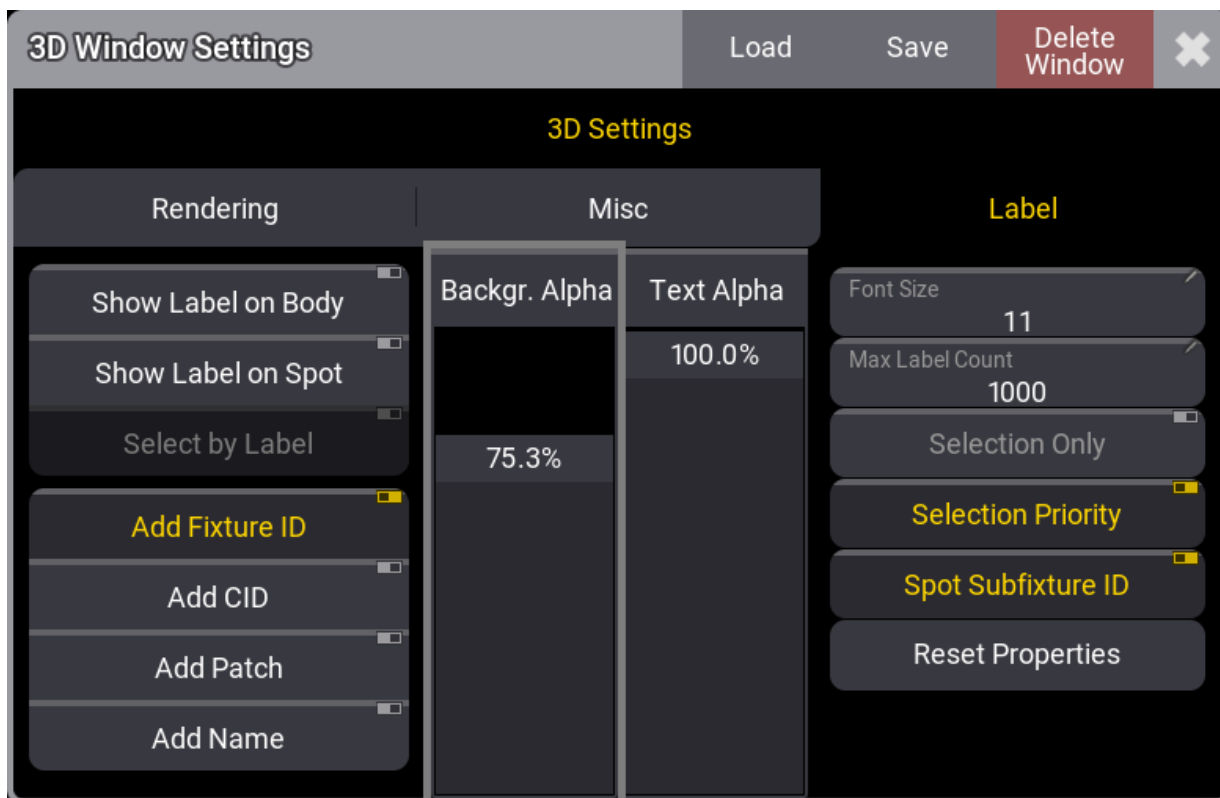 3D Window Settings
Load
Save
Delete
Window
3D Settings
Rendering
Misc
Label
Show Label on Body
Show Label on Spot
Select by Label
Add Fixture ID
Add CID
Add Patch
Add Name
Backgr. Alpha
75.3%
Text Alpha
100.0%
Font Size
11
Max Label Count
1000
Selection Only
Selection Priority
Spot Subfixture ID
Reset Properties